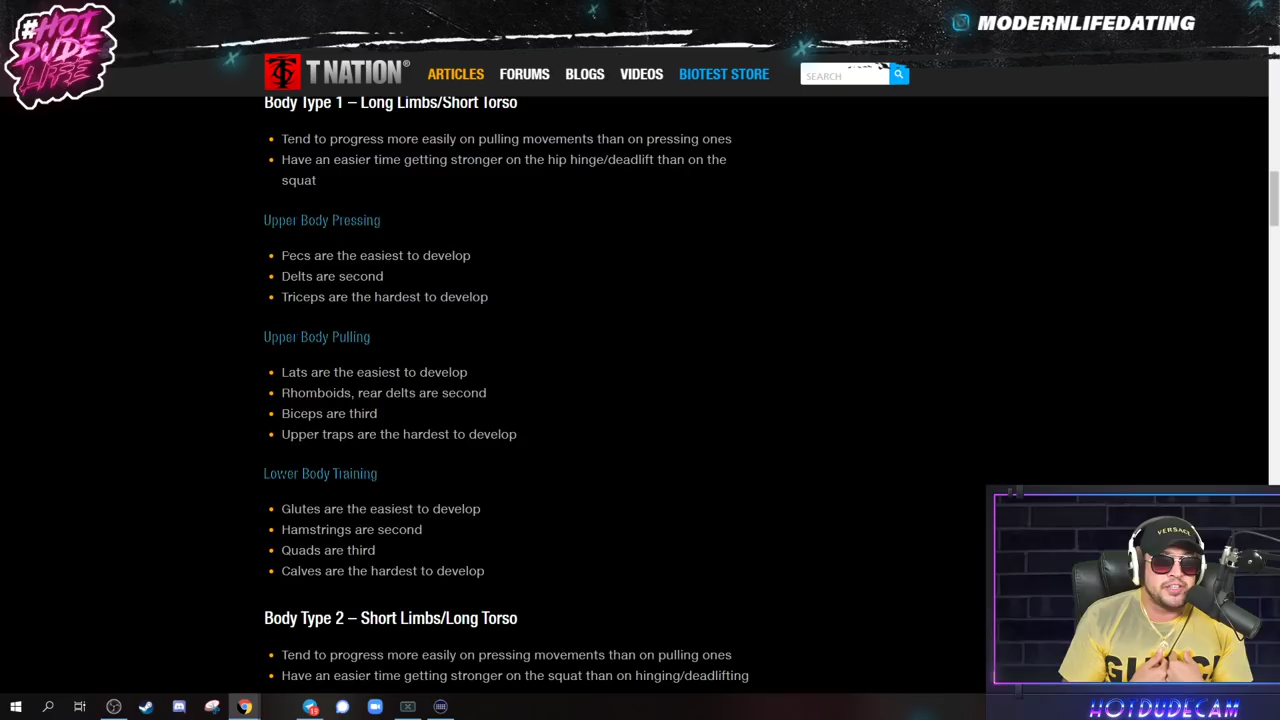 #HOT
DUDE
LIFE
MODERNLIFEDATING
T NATION®
ARTICLES FORUMS BLOGS VIDEOS BIOTEST STORE
SEARCH
Body Type 1 – Long Limbs/Short Torso
• Tend to progress more easily on pulling movements than on pressing ones
• Have an easier time getting stronger on the hip hinge/deadlift than on the
squat
Upper Body Pressing
• Pecs are the easiest to develop
• Delts are second
• Triceps are the hardest to develop
Upper Body Pulling
• Lats are the easiest to develop
• Rhomboids, rear delts are second
• Biceps are third
• Upper traps are the hardest to develop
Lower Body Training
• Glutes are the easiest to develop
• Hamstrings are second
• Quads are third
• Calves are the hardest to develop
Body Type 2 – Short Limbs/Long Torso
• Tend to progress more easily on pressing movements than on pulling ones
• Have an easier time getting stronger on the squat than on hinging/deadlifting
VERSACE
GUCCI
19
HOTDUDECAM